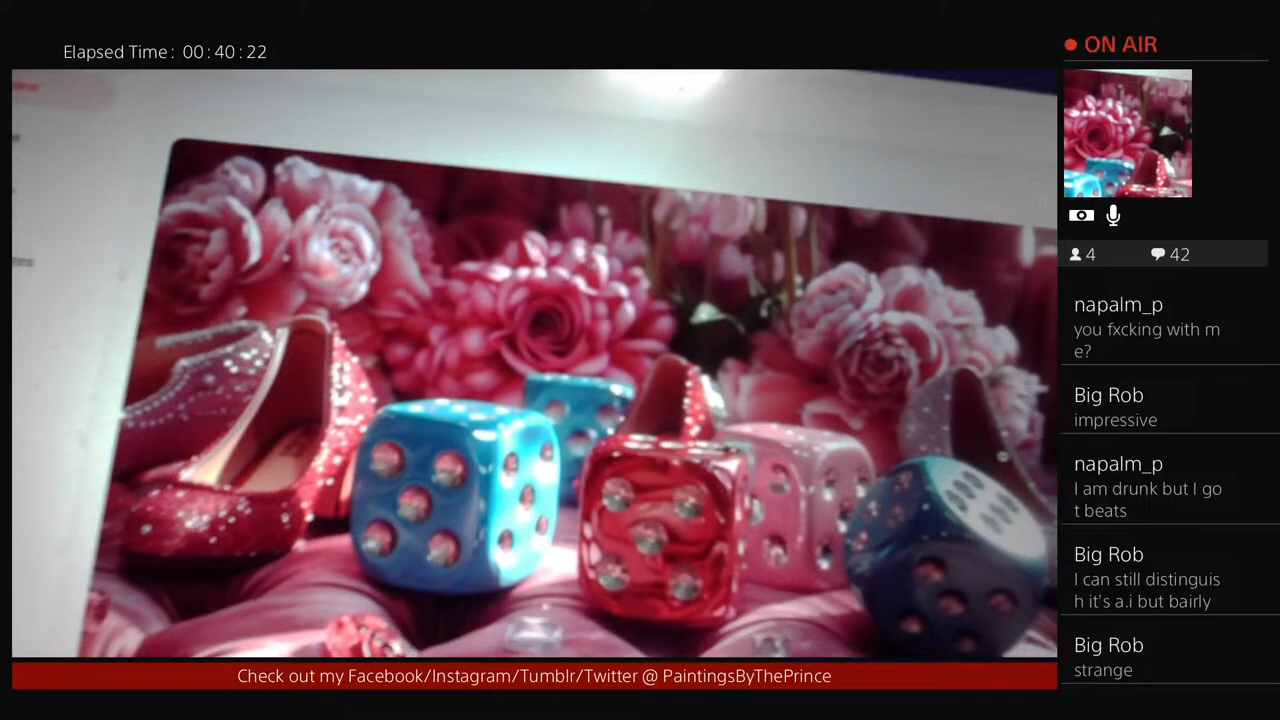 Elapsed Time: 00:40:22
ON AIR
4
42
napalm_p
you fxcking with m
e?
Big Rob
impressive
napalm_p
I am drunk but I go
t beats
Big Rob
I can still distinguis
h it's a.i but bairly
Big Rob
strange
Check out my Facebook/Instagram/Tumblr/Twitter @ PaintingsByThePrince